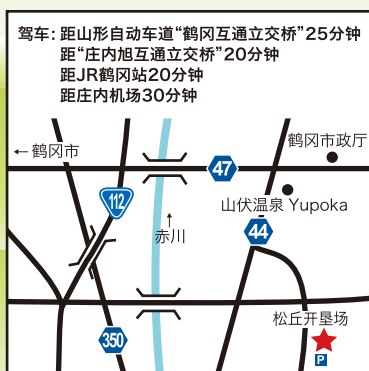 驾车：距山形自动车道“鹤冈互通立交桥”25分钟
距“庄内旭互通立交桥”20分钟
距JR鹤冈站20分钟
距庄内机场30分钟
←鹤冈市
鹤冈市政厅
47
山伏温泉 Yupoka
112
↑
赤川
44
松丘开垦场
350
P